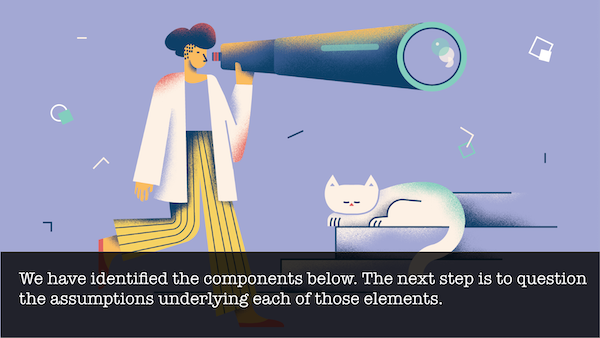 We have identified the components below. The next step is to question
the assumptions underlying each of those elements.